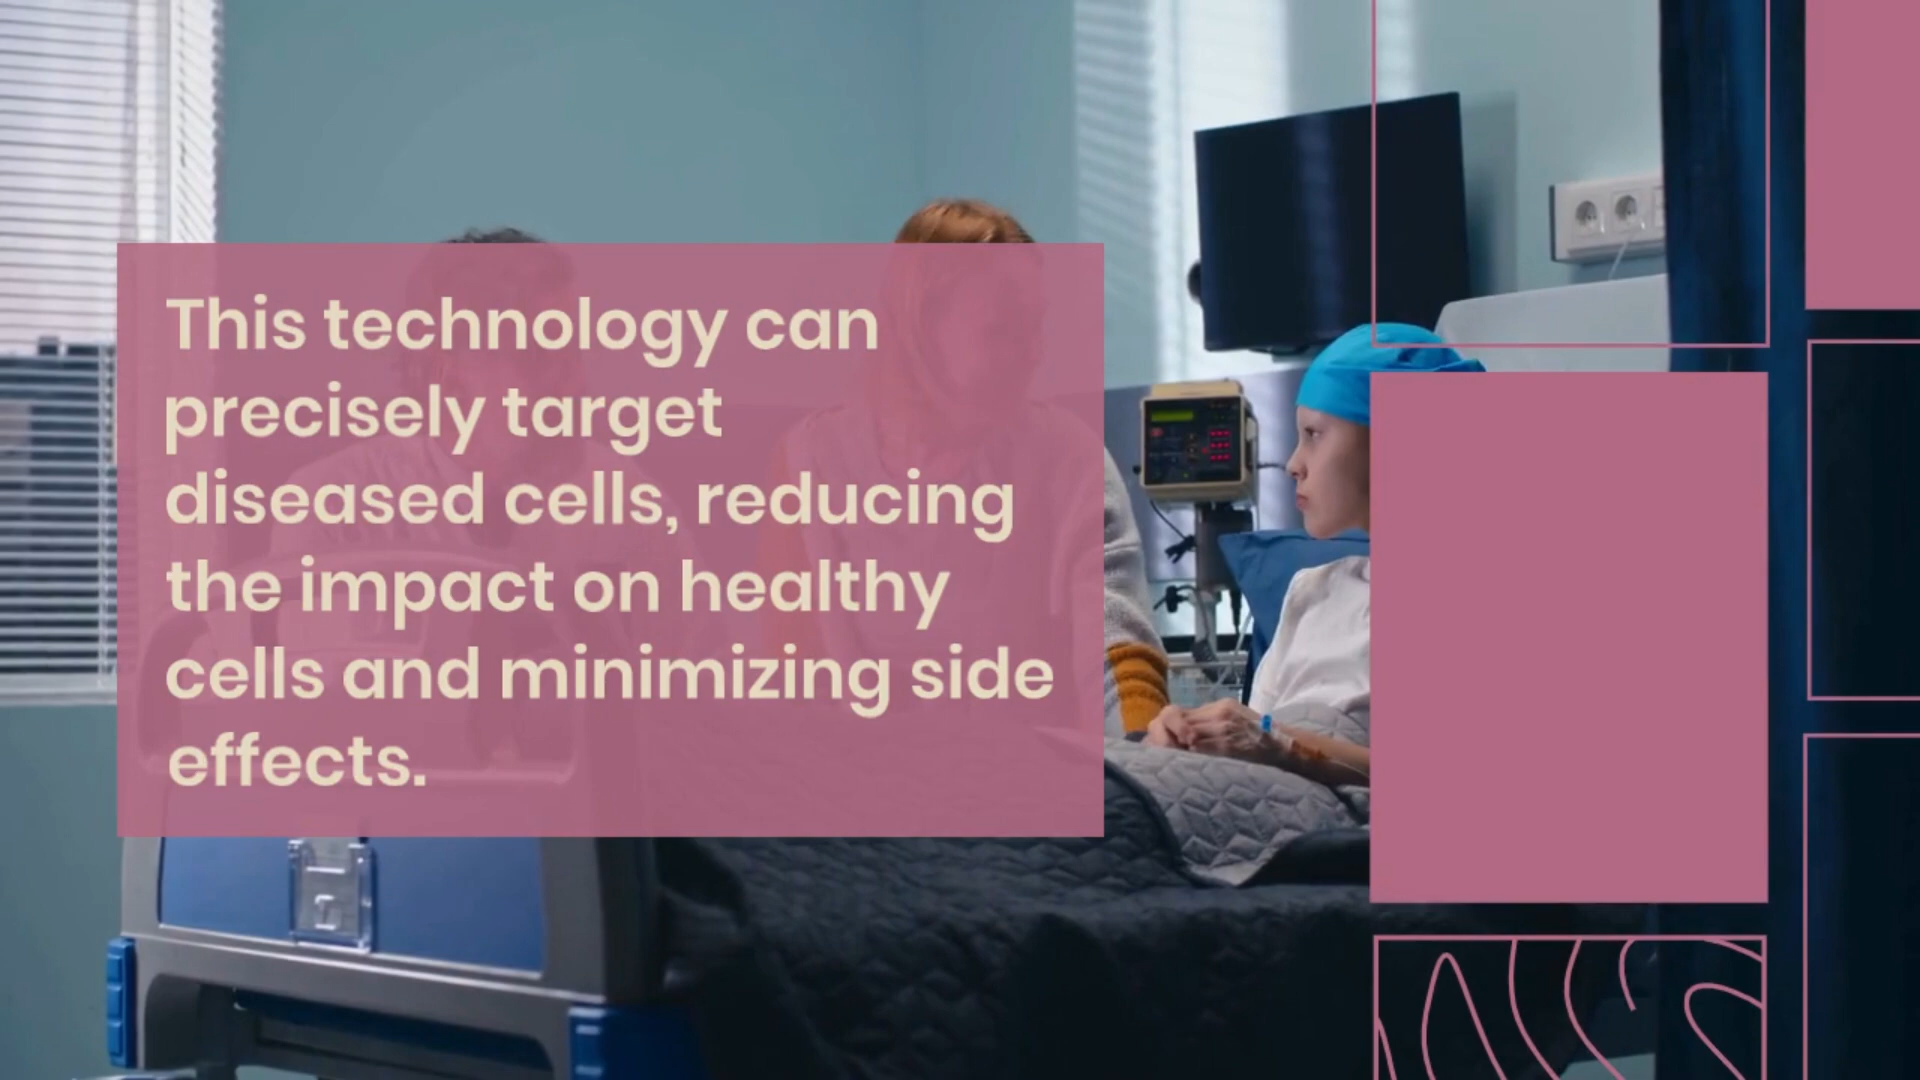 This technology can
precisely target
diseased cells, reducing
the impact on healthy
cells and minimizing side
effects.